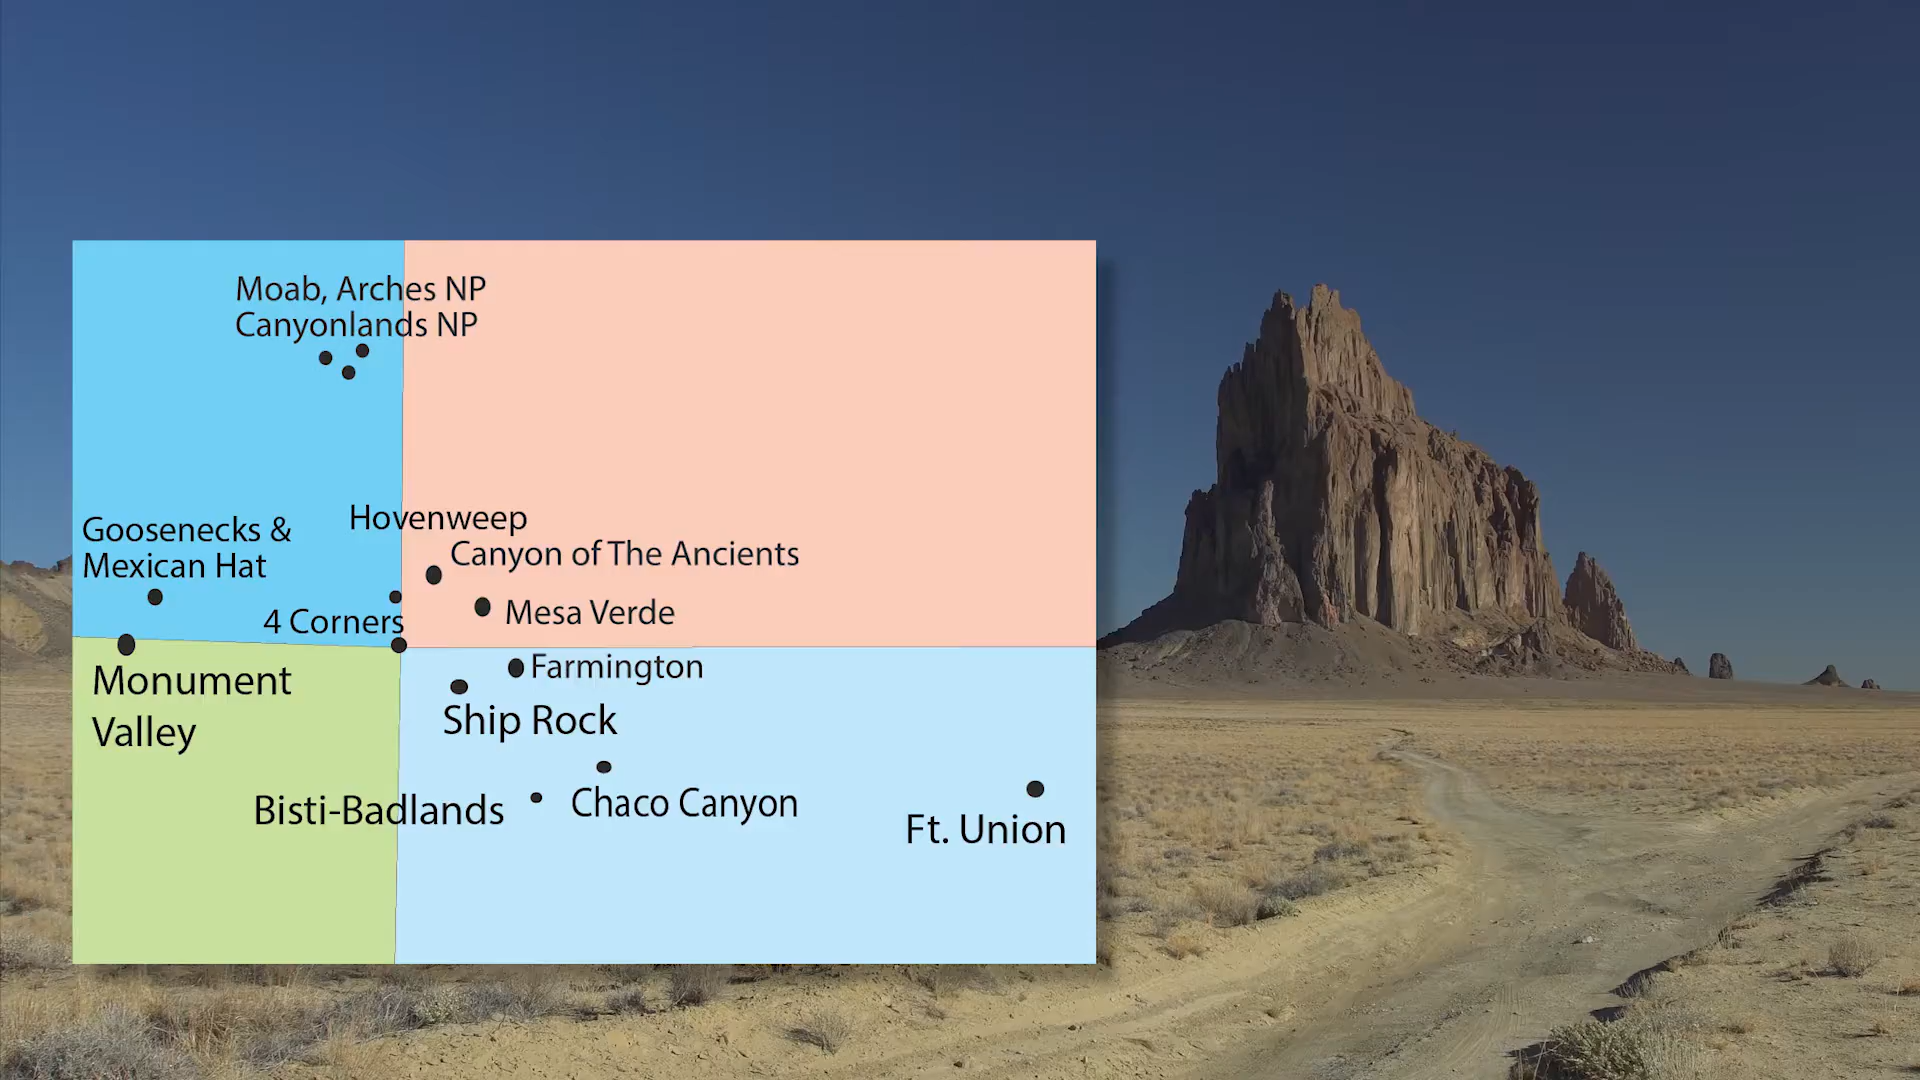 Moab, Arches NP
Canyonlands NP
Hovenweep
Goosenecks &
Mexican Hat
Canyon of The Ancients
4 Corners
Mesa Verde
Farmington
Monument
Valley
Ship Rock
Bisti-Badlands
Chaco Canyon
Ft. Union